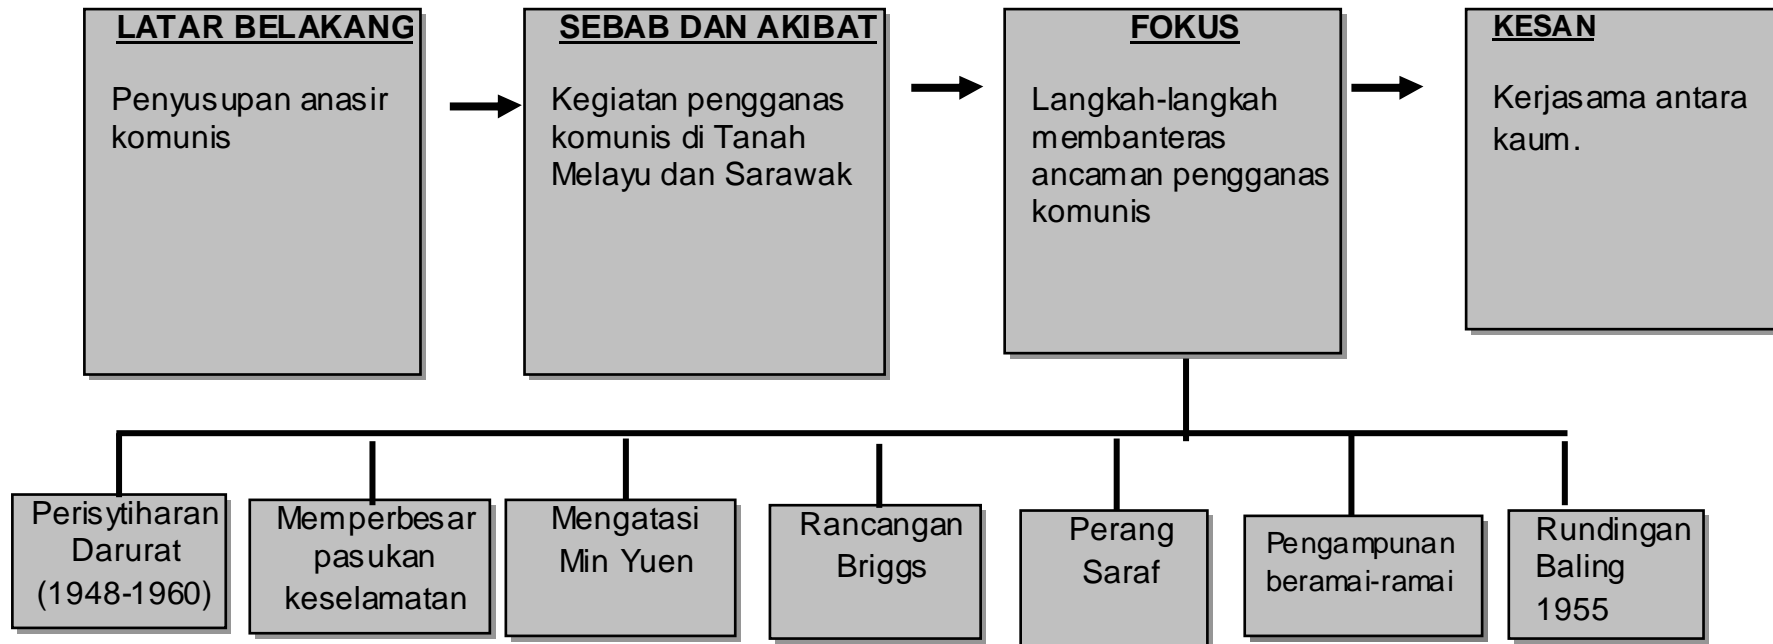 LATAR BELAKANG
Penyusupan anasir
komunis
SEBAB DAN AKIBAT
Kegiatan pengganas
komunis di Tanah
Melayu dan Sarawak
FOKUS
Langkah-langkah
membanteras
ancaman pengganas
komunis
KESAN
Kerjasama antara
kaum.
Perisytiharan
Darurat
(1948-1960)
Memperbesar
pasukan
keselamatan
Mengatasi
Min Yuen
Rancangan
Briggs
Perang
Saraf
Pengampunan
beramai-ramai
Rundingan
Baling
1955